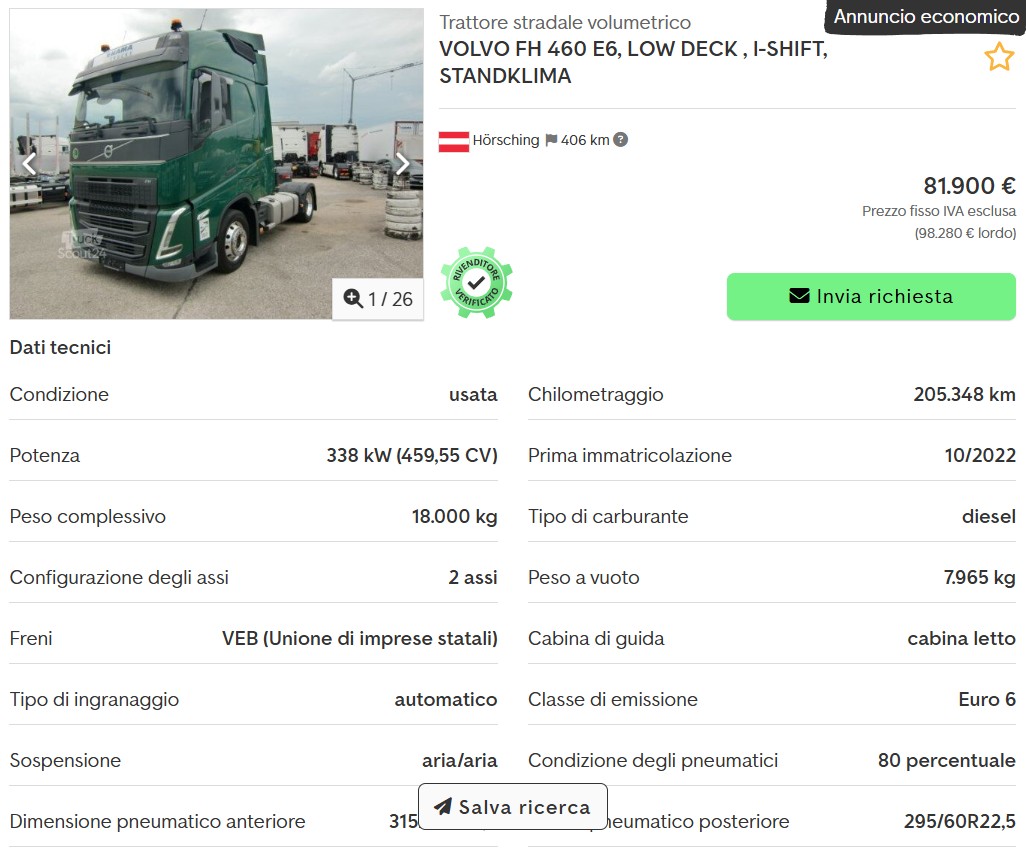 Trattore stradale volumetrico
Annuncio economico
VOLVO FH 460 E6, LOW DECK , I-SHIFT,
STANDKLIMA
Hörsching 406 km ?
81.900 €
Prezzo fisso IVA esclusa
(98.280 € lordo)
RIVENDITORE
VERIFICATO
Invia richiesta
Truck
Scout24
1 / 26
Dati tecnici
Condizione usata
Chilometraggio 205.348 km
Potenza 338 kW (459,55 CV)
Prima immatricolazione 10/2022
Peso complessivo 18.000 kg
Tipo di carburante diesel
Configurazione degli assi 2 assi
Peso a vuoto 7.965 kg
Freni VEB (Unione di imprese statali)
Cabina di guida cabina letto
Tipo di ingranaggio automatico
Classe di emissione Euro 6
Sospensione aria/aria
Condizione degli pneumatici 80 percentuale
Salva ricerca
Dimensione pneumatico anteriore 315
pneumatico posteriore 295/60R22,5